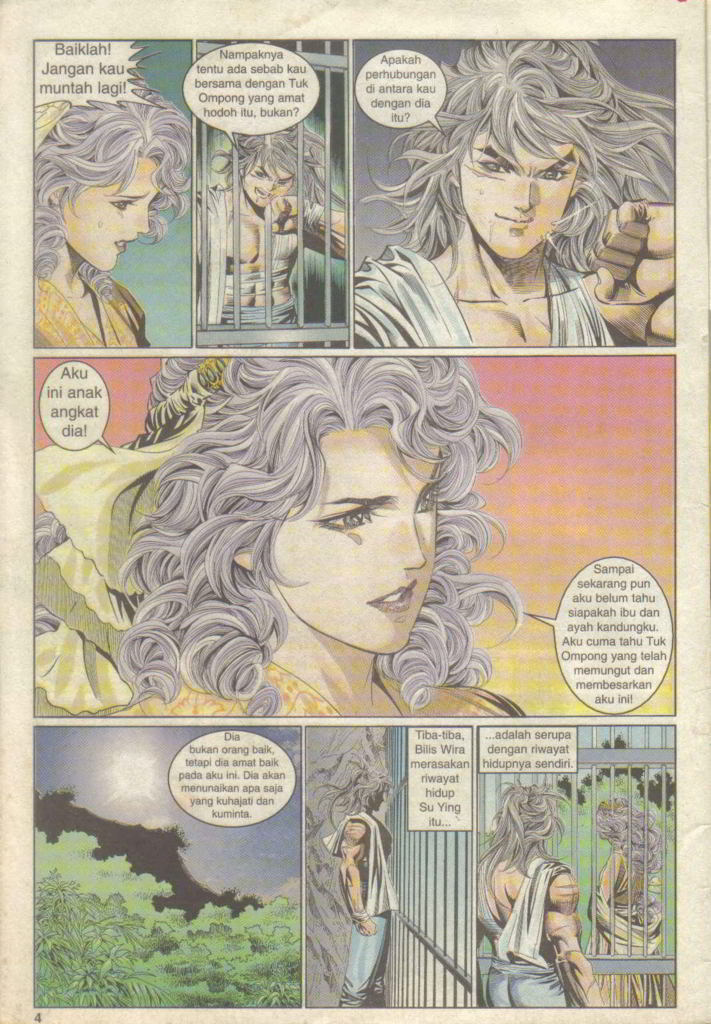 Baiklah!
Jangan kau
muntah lagi!
Nampaknya
tentu ada sebab kau
bersama dengan Tuk
Ompong yang amat
hodoh itu, bukan?
Apakah
perhubungan
di antara kau
dengan dia
itu?
Aku
ini anak
angkat
dia!
Sampai
sekarang pun
aku belum tahu
siapakah ibu dan
ayah kandungku.
Aku cuma tahu Tuk
Ompong yang telah
memungut dan
membesarkan
aku ini!
Dia
bukan orang baik,
tetapi dia amat baik
pada aku ini. Dia akan
menunaikan apa saja
yang kuhajati dan
kuminta.
Tiba-tiba,
Bilis Wira
merasakan
riwayat
hidup
Su Ying
itu...
...adalah serupa
dengan riwayat
hidupnya sendiri.
4